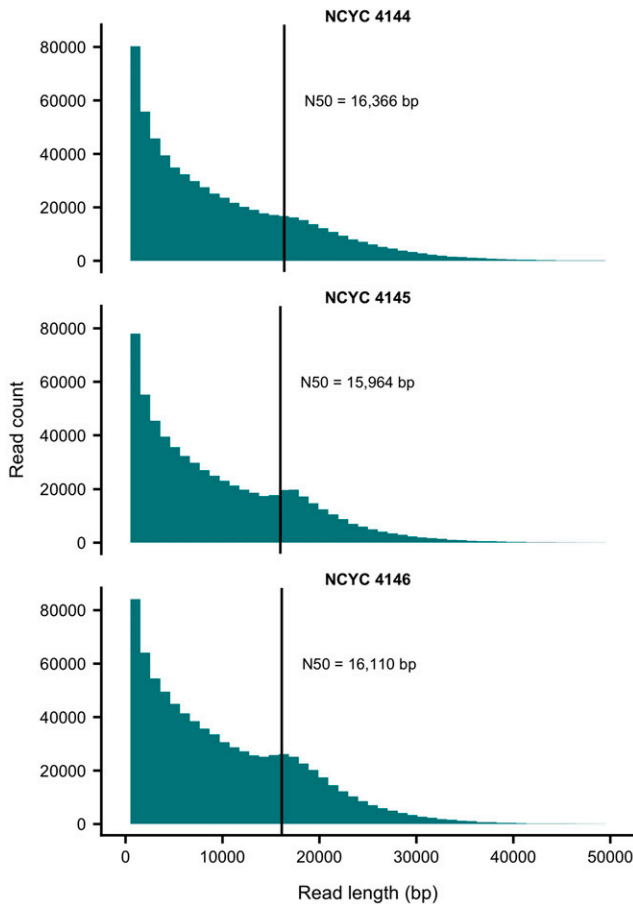 NCYC 4144
80000
60000
40000
20000
0
N50 = 16,366 bp
NCYC 4145
80000
60000
40000
20000
0
N50 = 15,964 bp
Read count
NCYC 4146
80000
60000
40000
20000
0
N50 = 16,110 bp
0 10000 20000 30000 40000 50000
Read length (bp)